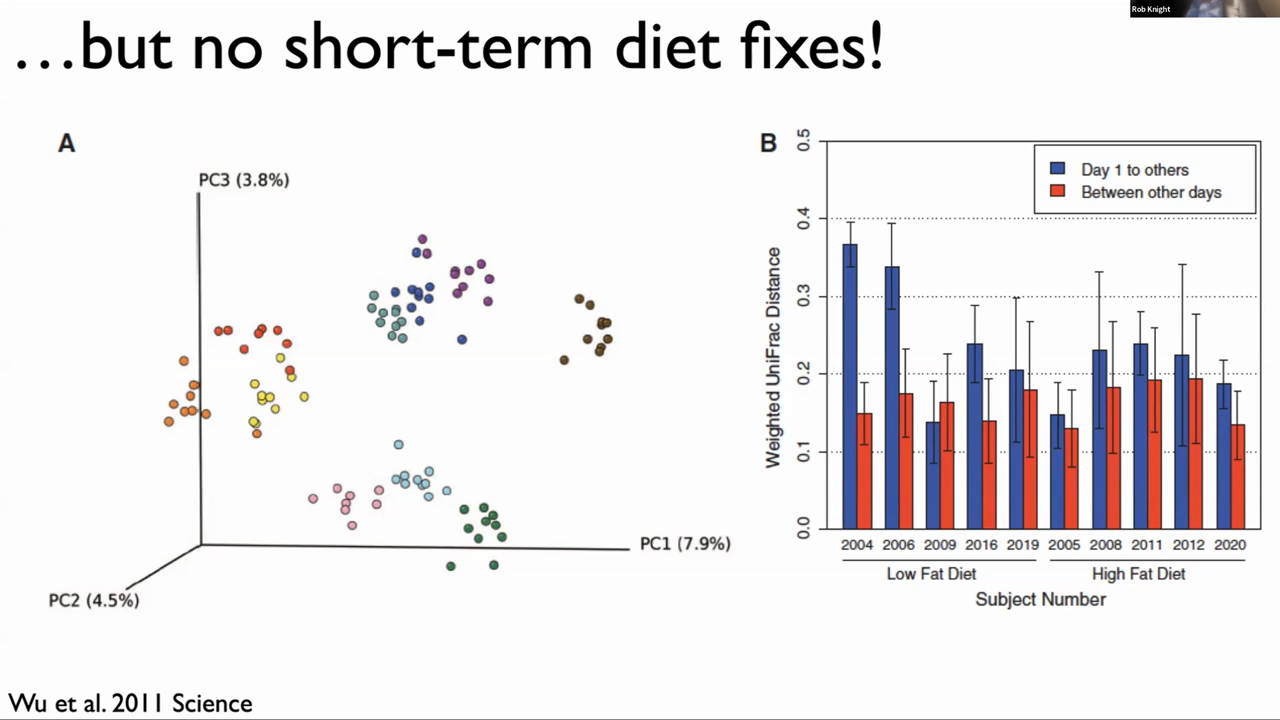 Rob Knight
...but no short-term diet fixes!
A
PC3 (3.8%)
PC1 (7.9%)
PC2 (4.5%)
B
Day 1 to others
Between other days
Weighted UniFrac Distance
0.5
0.4
0.3
0.2
0.1
0.0
2004 2006 2009 2016 2019 2005 2008 2011 2012 2020
Low Fat Diet High Fat Diet
Subject Number
Wu et al. 2011 Science